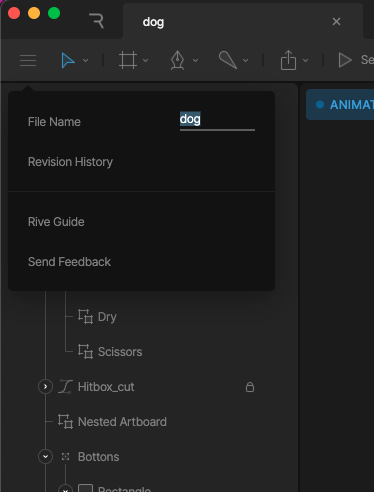 dog
Se
File Name dog
ANIMAT
Revision History
Rive Guide
Send Feedback
Dry
Scissors
Hitbox_cut
Nested Artboard
Bottons
Rectangle